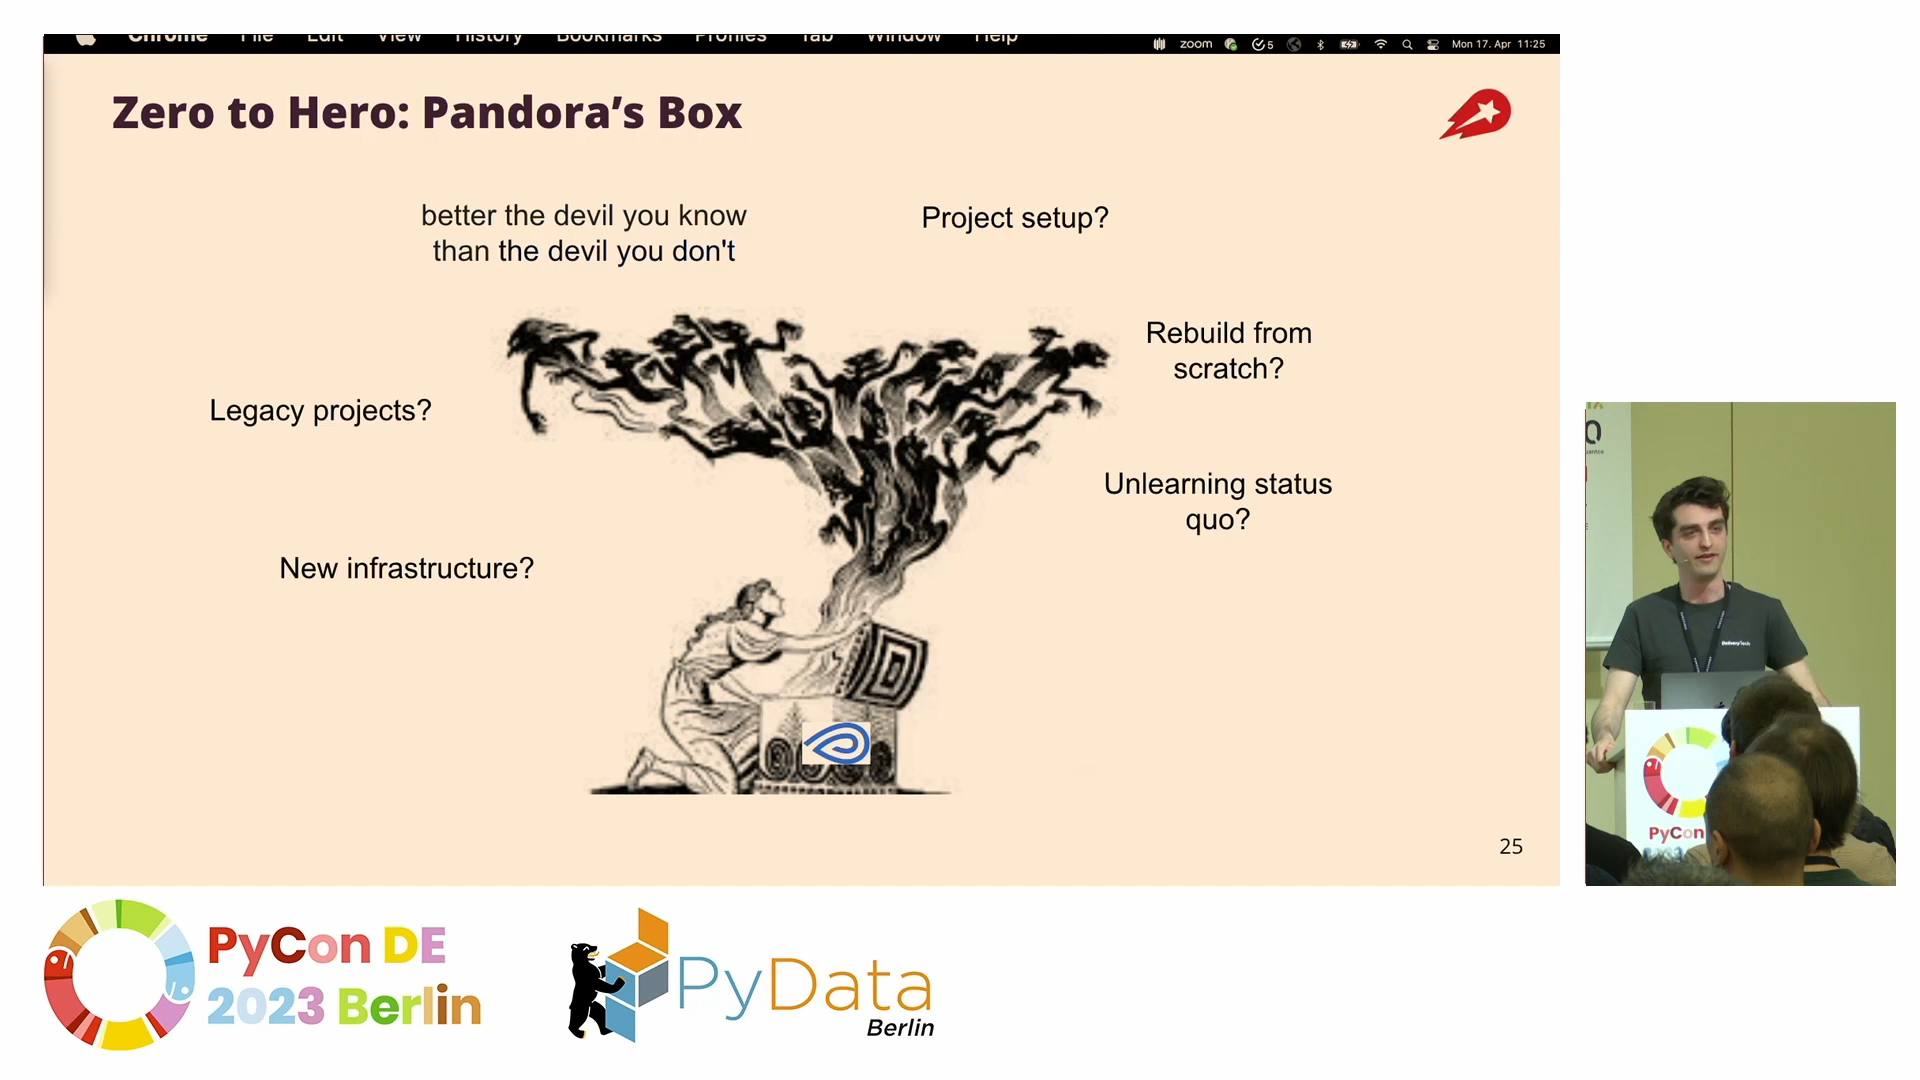 Chrome File Edit View History Bookmarks Profiles Tab Window Help
zoom 5 Mon 17. Apr 11:25
Zero to Hero: Pandora's Box
better the devil you know
than the devil you don't
Project setup?
Rebuild from
scratch?
Legacy projects?
Unlearning status
quo?
New infrastructure?
25
PyCon
PyCon DE
2023 Berlin
PyData
Berlin